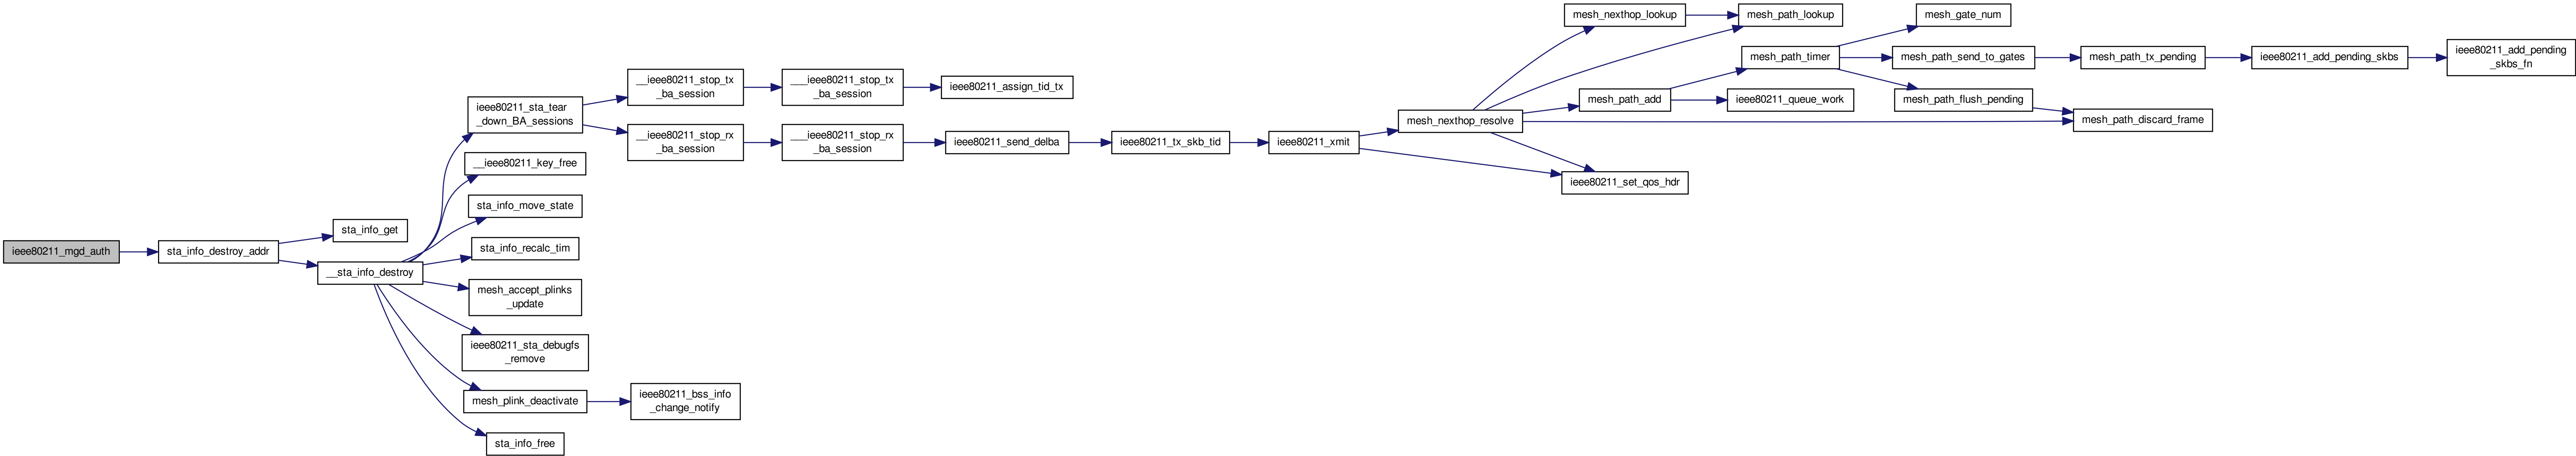 ieee80211_mgd_auth
sta_info_destroy_addr
sta_info_get
__sta_info_destroy
ieee80211_sta_tear
_down_BA_sessions
__ieee80211_key_free
sta_info_move_state
sta_info_recalc_tim
mesh_accept_plinks
_update
ieee80211_sta_debugfs
_remove
mesh_plink_deactivate
sta_info_free
__ieee80211_stop_tx
_ba_session
__ieee80211_stop_rx
_ba_session
ieee80211_bss_info
_change_notify
___ieee80211_stop_tx
_ba_session
___ieee80211_stop_rx
_ba_session
ieee80211_assign_tid_tx
ieee80211_send_delba
ieee80211_tx_skb_tid
ieee80211_xmit
mesh_nexthop_resolve
mesh_nexthop_lookup
mesh_path_add
ieee80211_set_qos_hdr
mesh_path_lookup
mesh_path_timer
ieee80211_queue_work
mesh_gate_num
mesh_path_send_to_gates
mesh_path_flush_pending
mesh_path_tx_pending
mesh_path_discard_frame
ieee80211_add_pending_skbs
ieee80211_add_pending
_skbs_fn